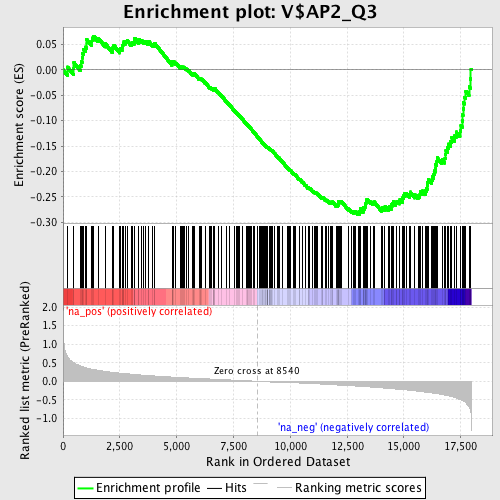 Enrichment plot: V$AP2_Q3
Enrichment score (ES)
0.05
0.00
-0.05
-0.10
-0.15
-0.20
-0.25
-0.30
'na_pos' (positively correlated)
Ranked list metric (PreRanked)
2.0
1.5
1.0
0.5
0.0
-0.5
-1.0
Zero cross at 8540
'na_neg' (negatively correlated)
0
2,500
5,000
7,500
10,000
12,500
15,000
17,500
Rank in Ordered Dataset
Enrichment profile
Hits
Ranking metric scores